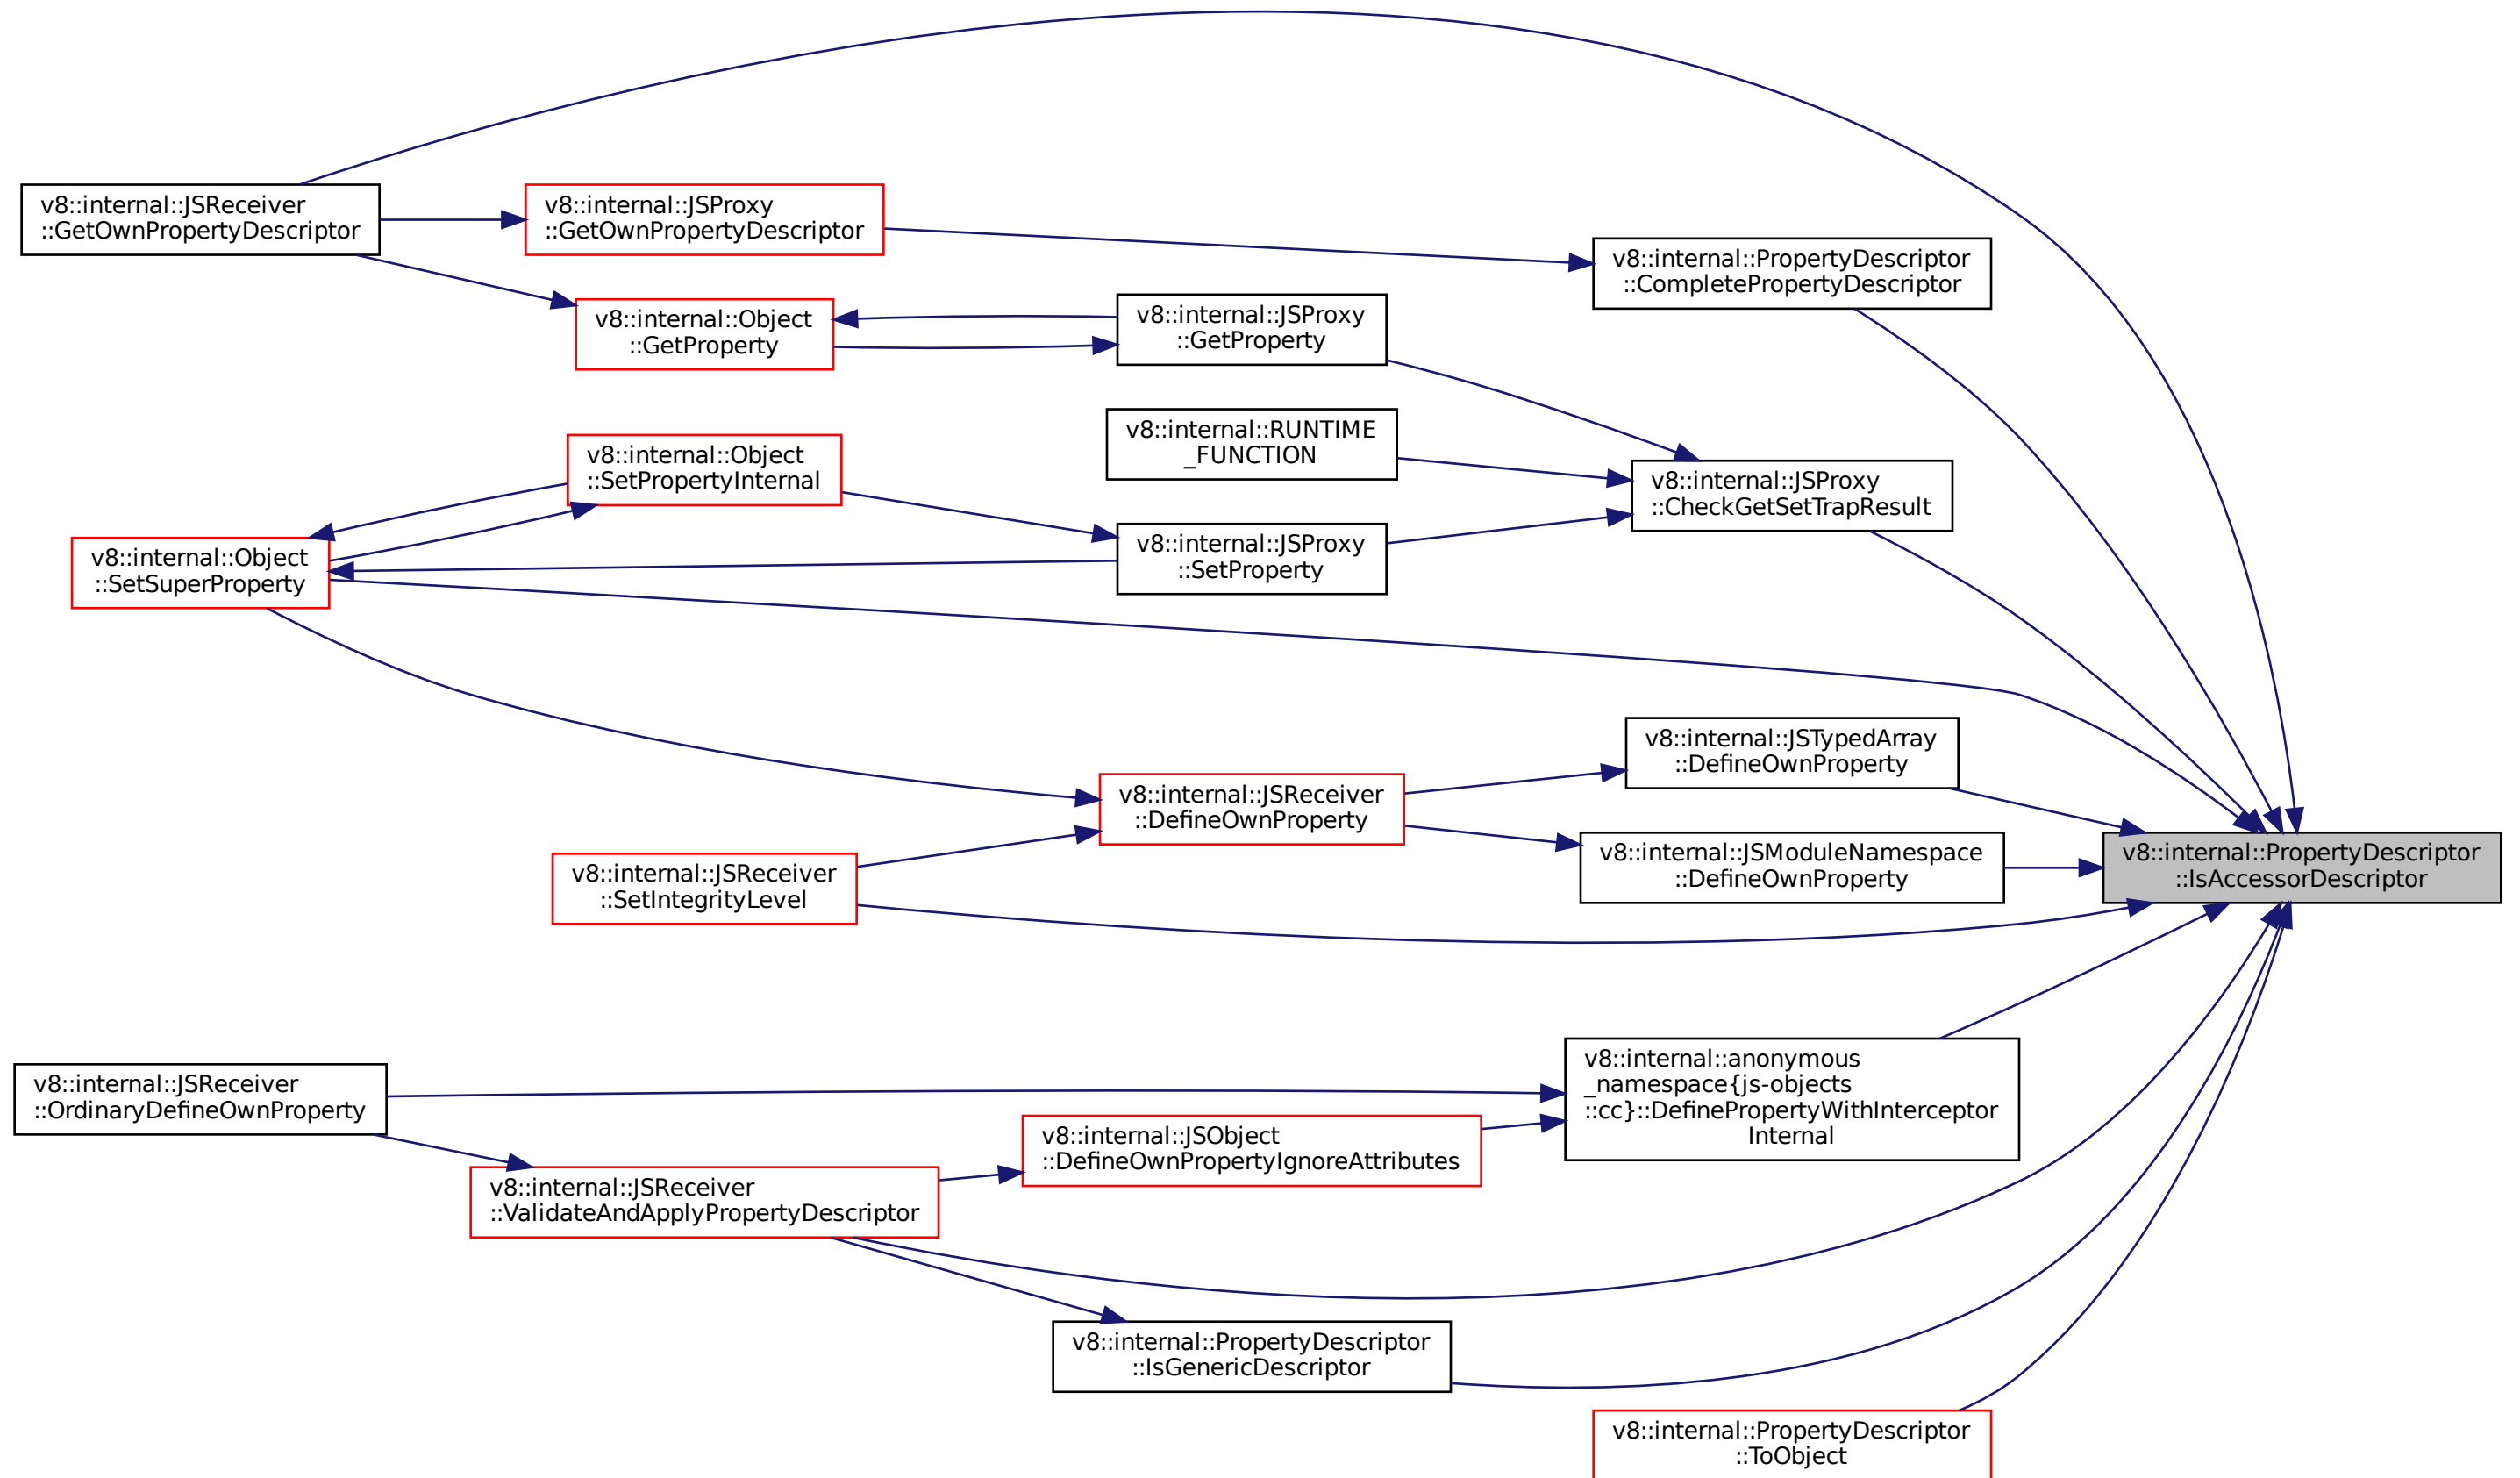 v8::internal::JSReceiver
::GetOwnPropertyDescriptor
v8::internal::JSProxy
::GetOwnPropertyDescriptor
v8::internal::PropertyDescriptor
::CompletePropertyDescriptor
v8::internal::Object
::GetProperty
v8::internal::JSProxy
::GetProperty
v8::internal::RUNTIME
_FUNCTION
v8::internal::Object
::SetPropertyInternal
v8::internal::JSProxy
::CheckGetSetTrapResult
v8::internal::Object
::SetSuperProperty
v8::internal::JSProxy
::SetProperty
v8::internal::JSTypedArray
::DefineOwnProperty
v8::internal::JSReceiver
::DefineOwnProperty
v8::internal::JSModuleNamespace
::DefineOwnProperty
v8::internal::PropertyDescriptor
::IsAccessorDescriptor
v8::internal::JSReceiver
::SetIntegrityLevel
v8::internal::anonymous
_namespace{js-objects
::cc}::DefinePropertyWithInterceptor
Internal
v8::internal::JSReceiver
::OrdinaryDefineOwnProperty
v8::internal::JSObject
::DefineOwnPropertyIgnoreAttributes
v8::internal::JSReceiver
::ValidateAndApplyPropertyDescriptor
v8::internal::PropertyDescriptor
::IsGenericDescriptor
v8::internal::PropertyDescriptor
::ToObject